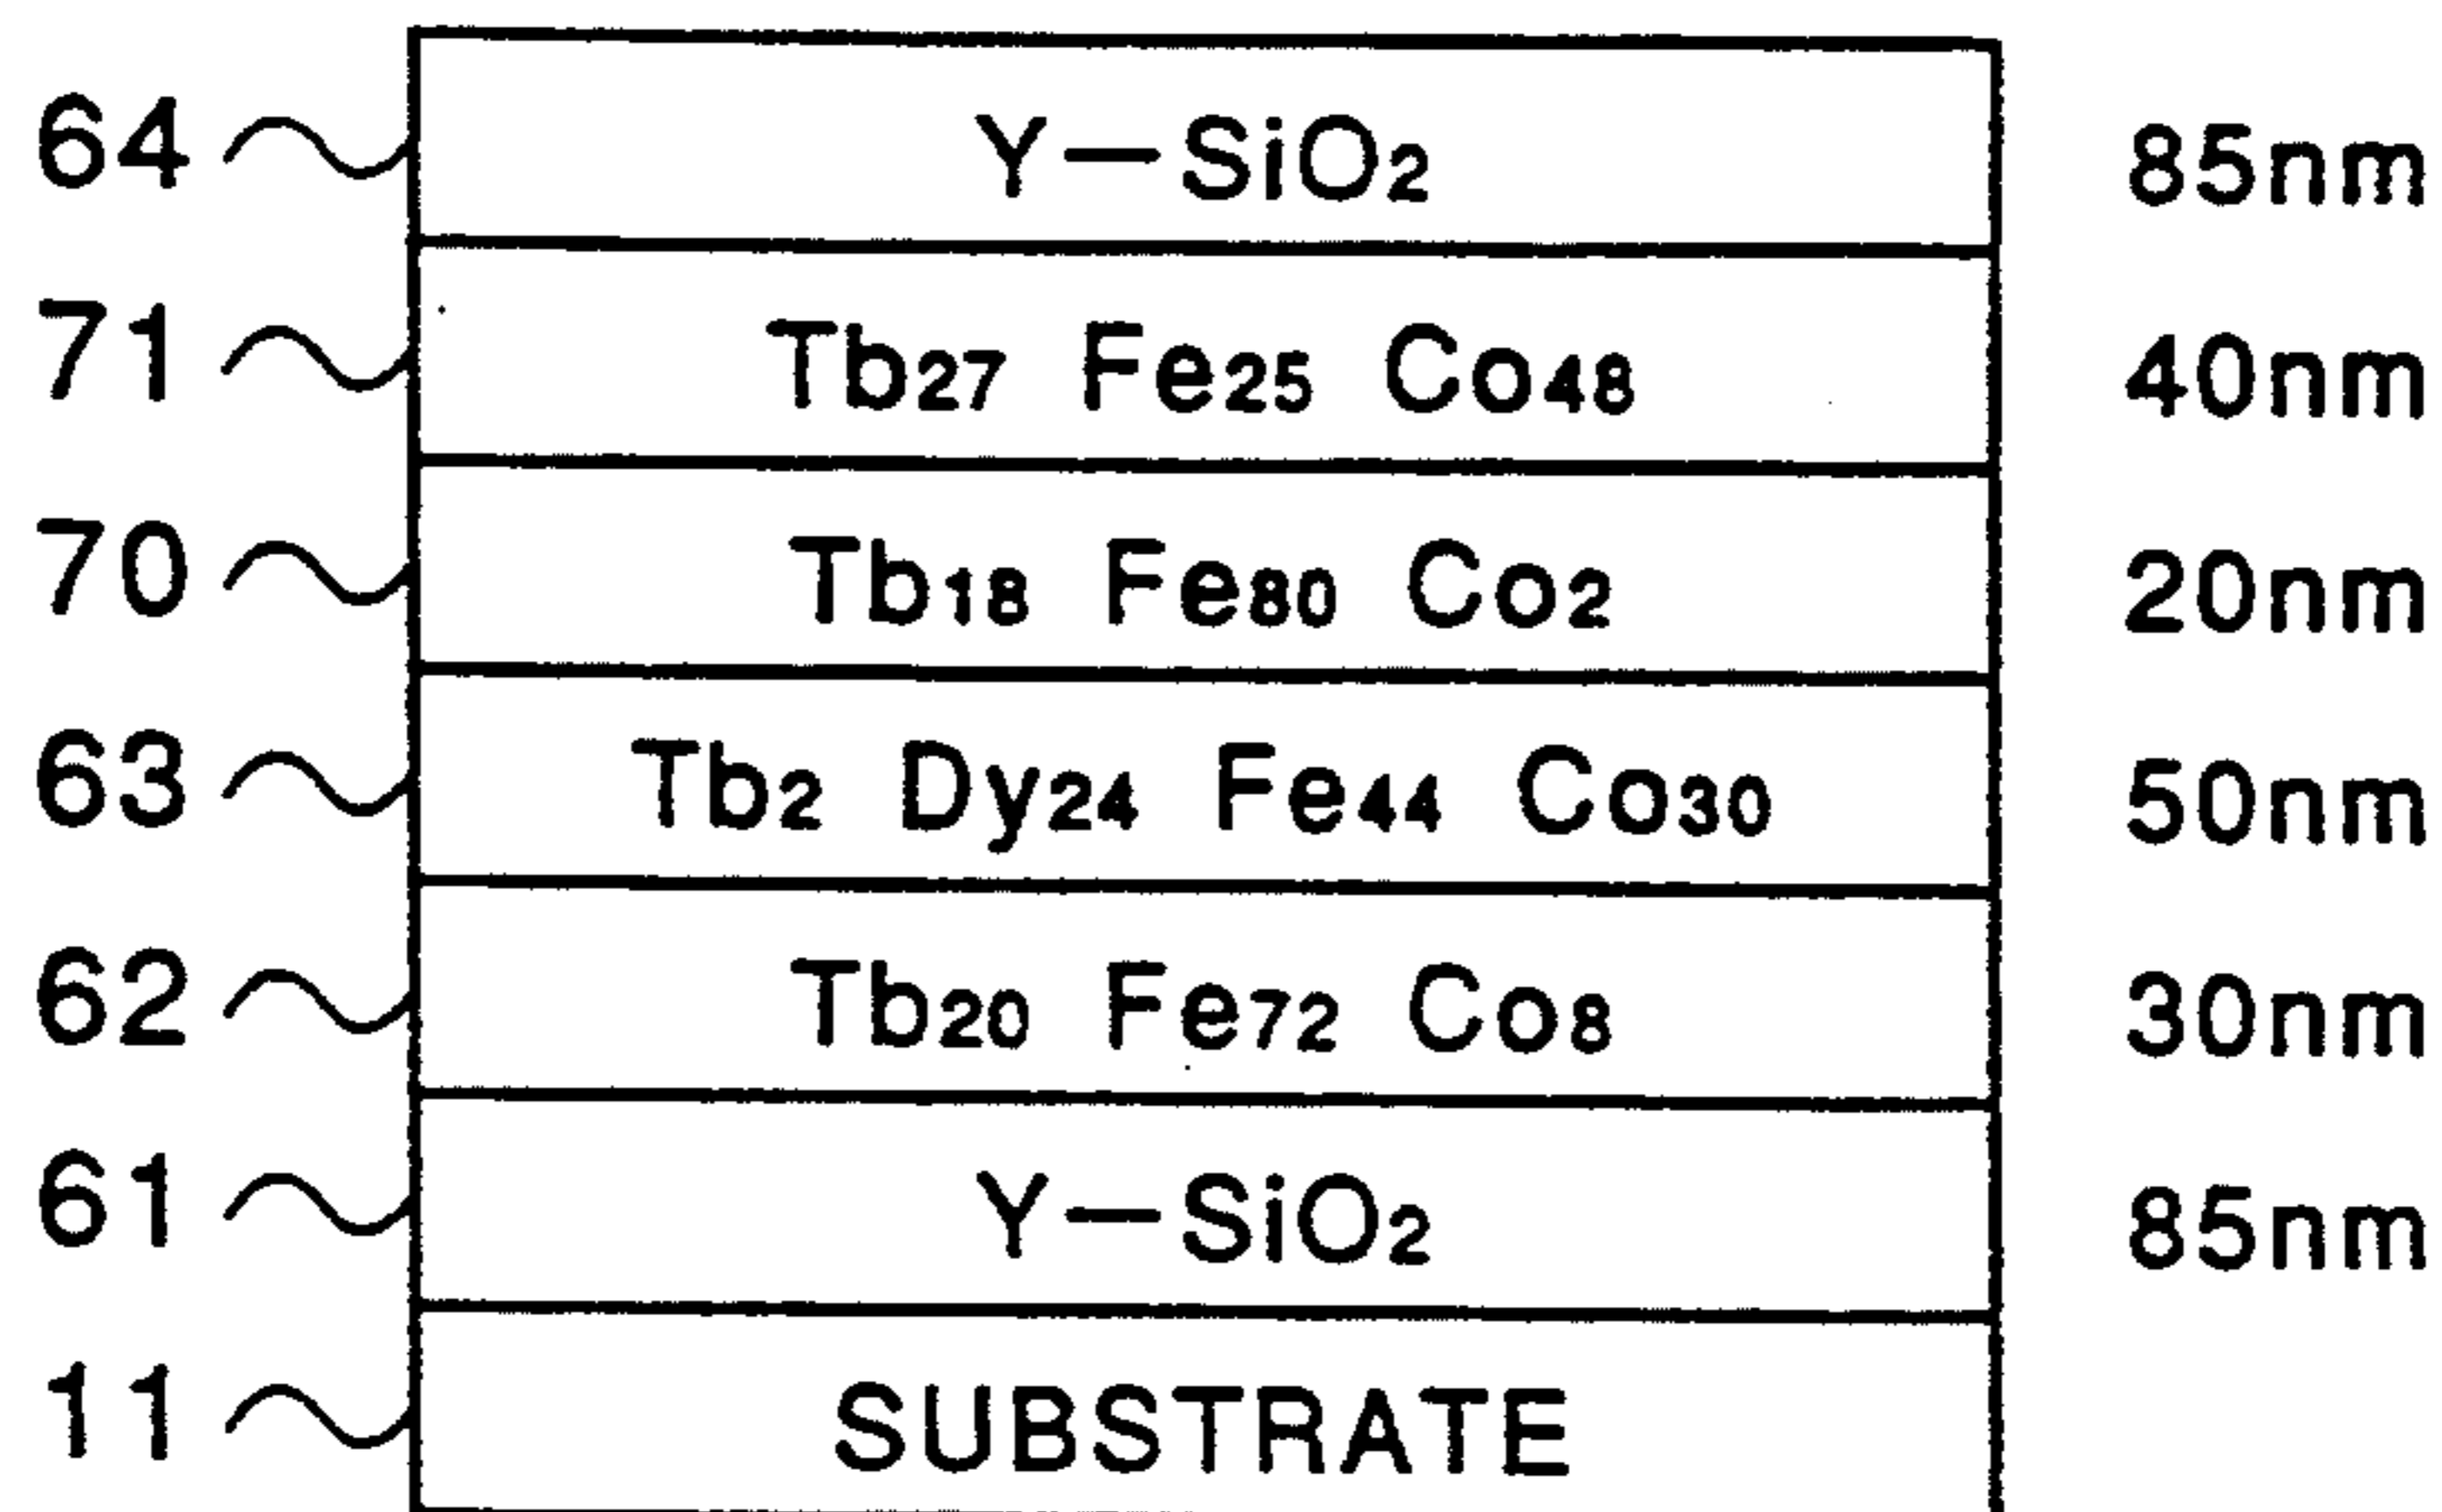 64 Y—SiO₂ 85nm
71 Tb₂₇ Fe₂₅ Co₄₈ 40nm
70 Tb₁₈ Fe₈₀ Co₂ 20nm
63 Tb₂ Dy₂₄ Fe₄₄ Co₃₀ 50nm
62 Tb₂₀ Fe₇₂ Co₈ 30nm
61 Y—SiO₂ 85nm
11 SUBSTRATE